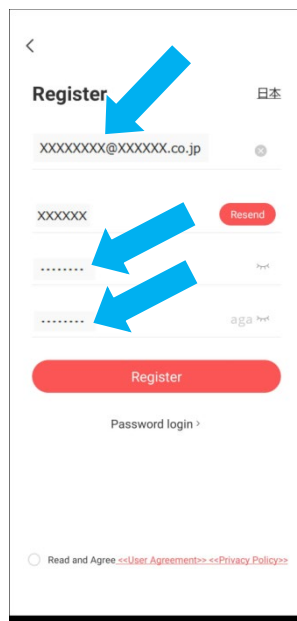 Register
日本
XXXXXXXX@XXXXXX.co.jp
XXXXXX
Resend
........
........
aga
Register
Password login >
Read and Agree <<User Agreement>> <<Privacy Policy>>